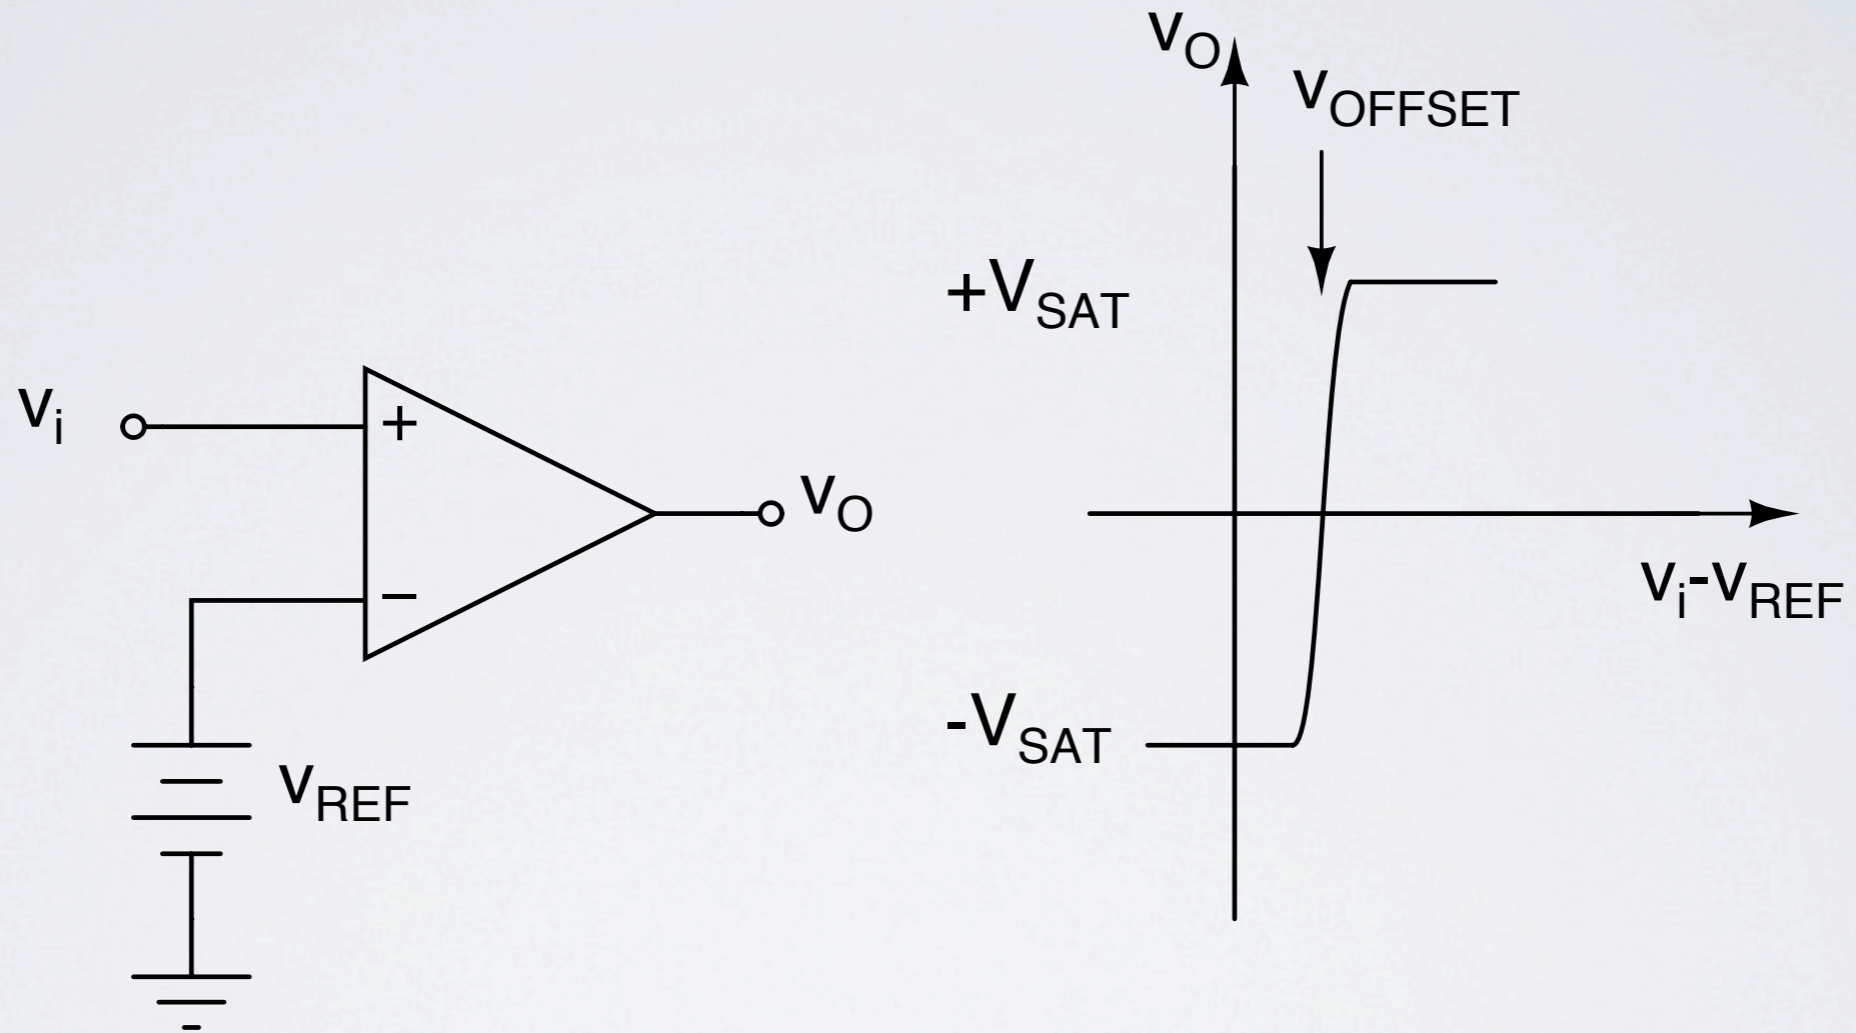 vO
vOFFSET
+VSAT
vi
+
vO
−
vi-vREF
-VSAT
vREF